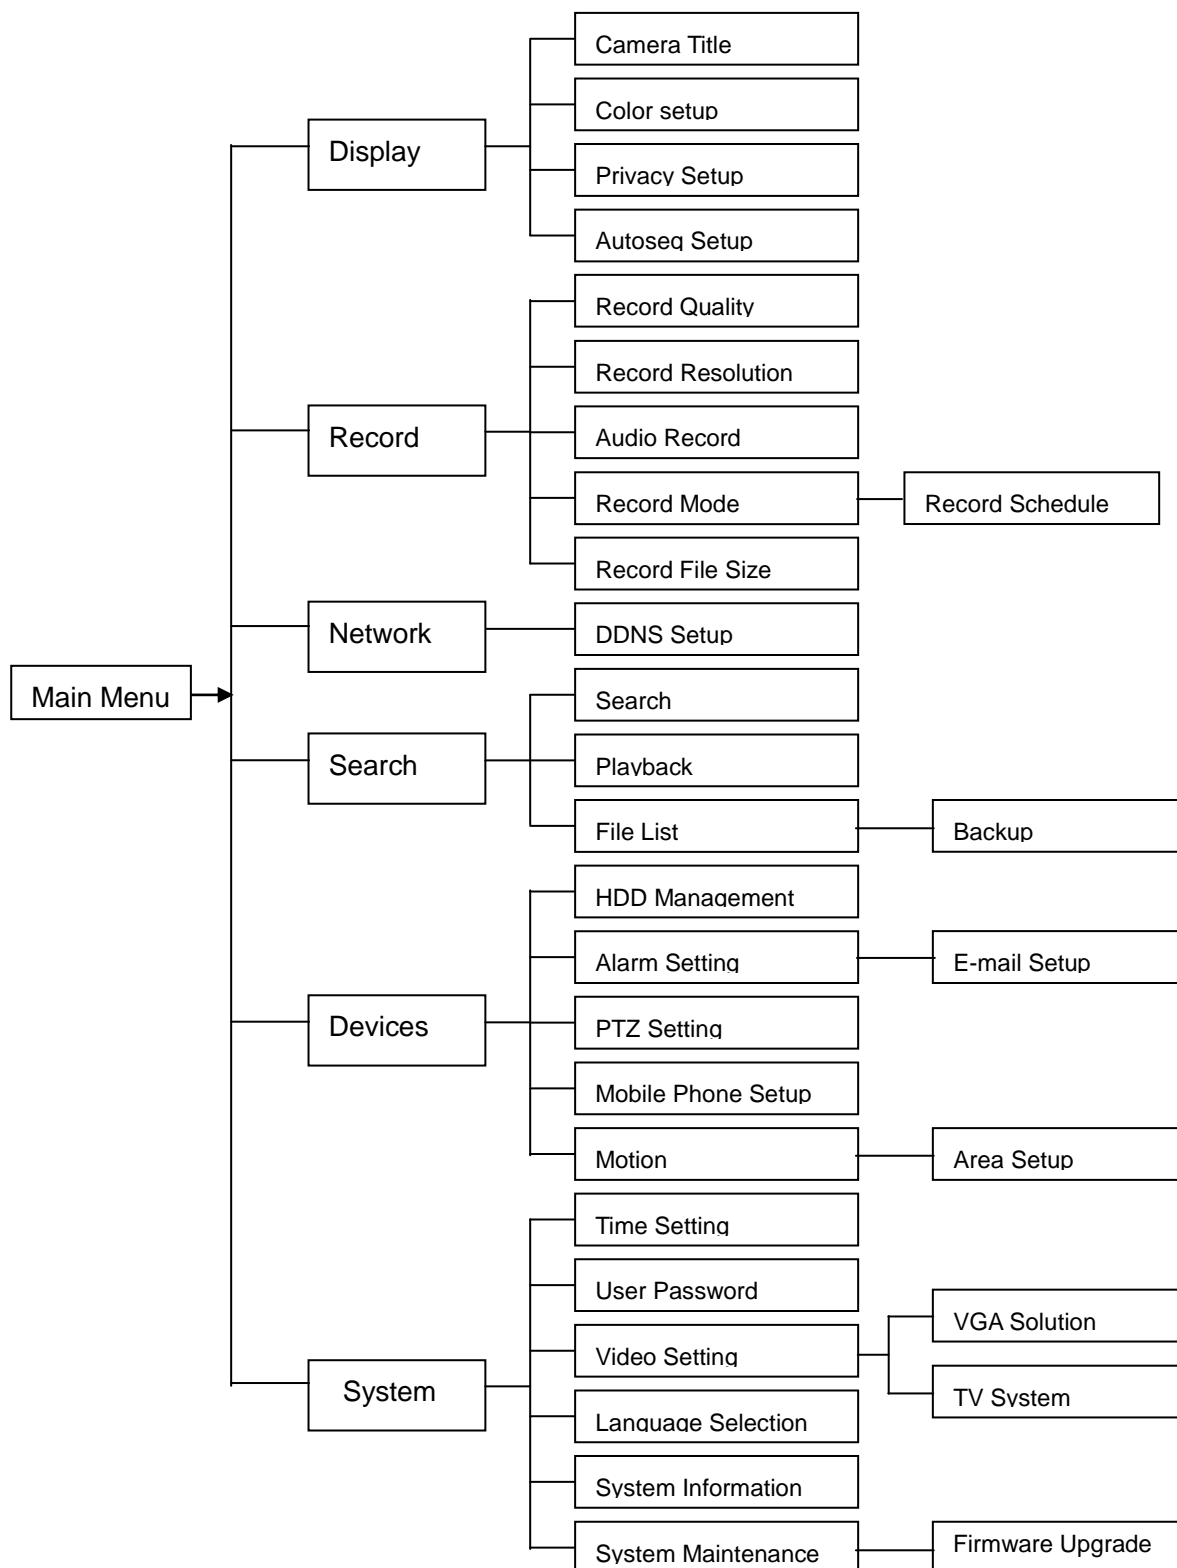 Camera Title
Color setup
Display
Privacy Setup
Autoseq Setup
Record Quality
Record Resolution
Record
Audio Record
Record Mode
Record Schedule
Record File Size
Network
DDNS Setup
Main Menu
Search
Search
Playback
File List
Backup
HDD Management
Alarm Setting
E-mail Setup
Devices
PTZ Setting
Mobile Phone Setup
Motion
Area Setup
Time Setting
User Password
VGA Solution
Video Setting
System
TV System
Language Selection
System Information
System Maintenance
Firmware Upgrade